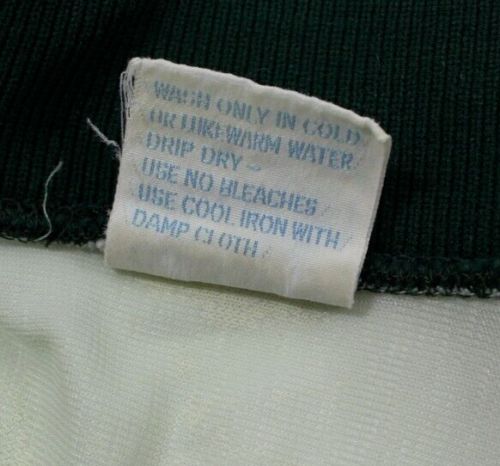 WASH ONLY IN COLD
OR LUKEWARM WATER
DRIP DRY –
USE NO BLEACHES
USE COOL IRON WITH
DAMP CLOTH